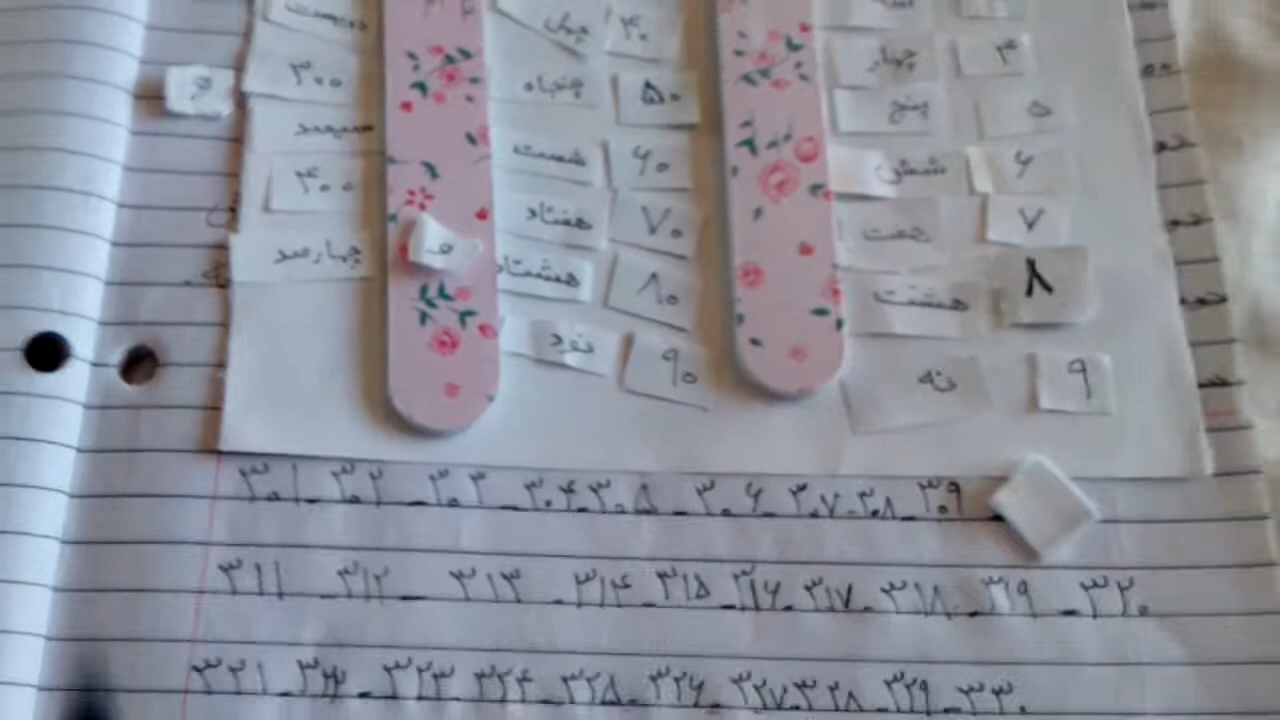 ۴۰ چهل
۴ چهار ۵۰ پنجاه ۳۰۰
۵ پنج و
۶ شش ۶۰ شصت سیصد
۷ هفت ۷۰ هفتاد ۴۰۰
۸ هشت ۸۰ هشتاد و چهارصد
۹ نه ۹۰ نود
۳۰۱_۳۰۲_۳۰۳_۳۰۴_۳۰۵_۳۰۶_۳۰۷_۳۰۸_۳۰۹_
۳۱۱_۳۱۲_۳۱۳_۳۱۴_۳۱۵_۳۱۶_۳۱۷_۳۱۸_۳۱۹_۳۲۰
۳۲۱_۳۲۲_۳۲۳_۳۲۴_۳۲۵_۳۲۶_۳۲۷_۳۲۸_۳۲۹_۳۳۰